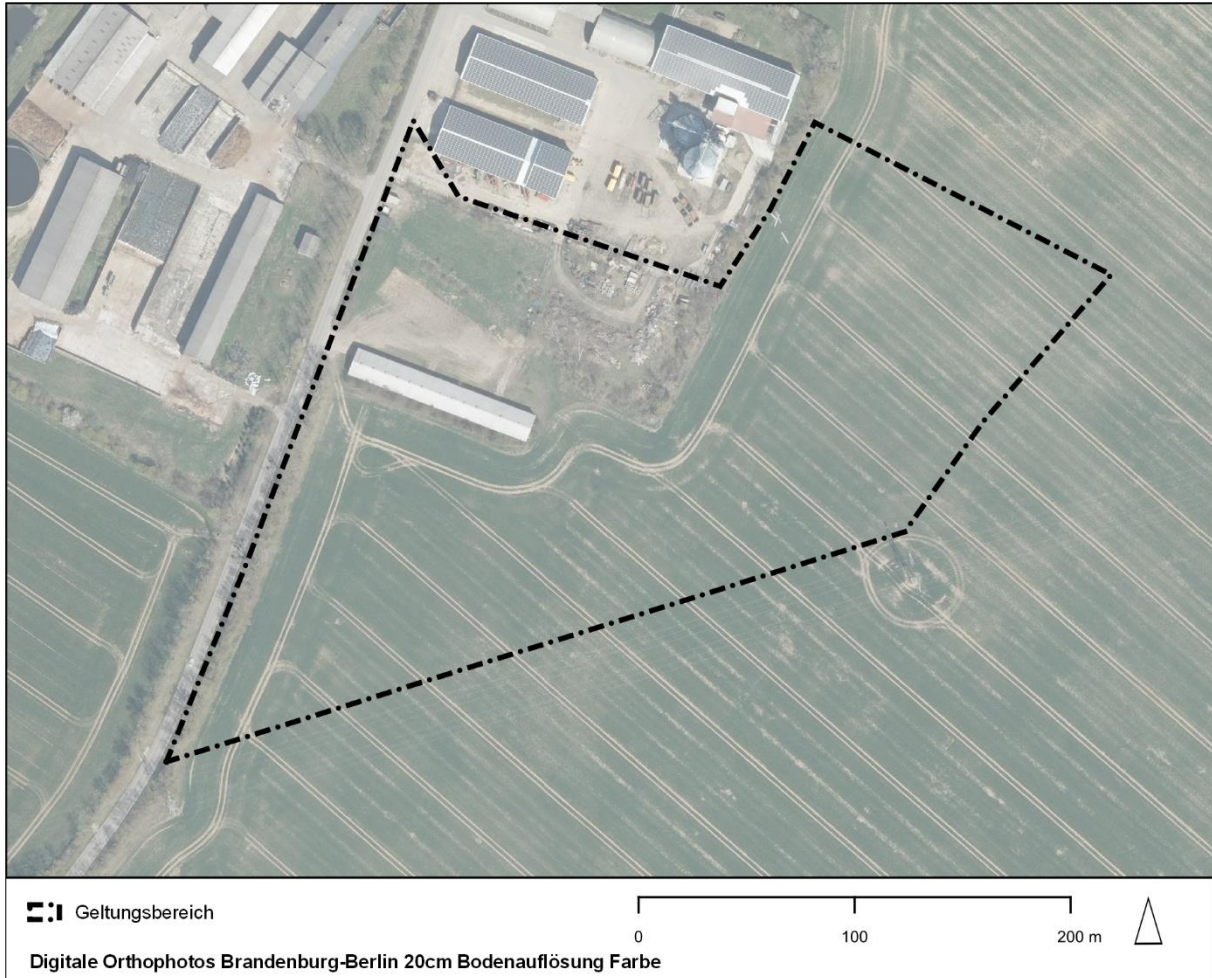 Geltungsbereich
0 100 200 m
Digitale Orthophotos Brandenburg-Berlin 20cm Bodenauflösung Farbe